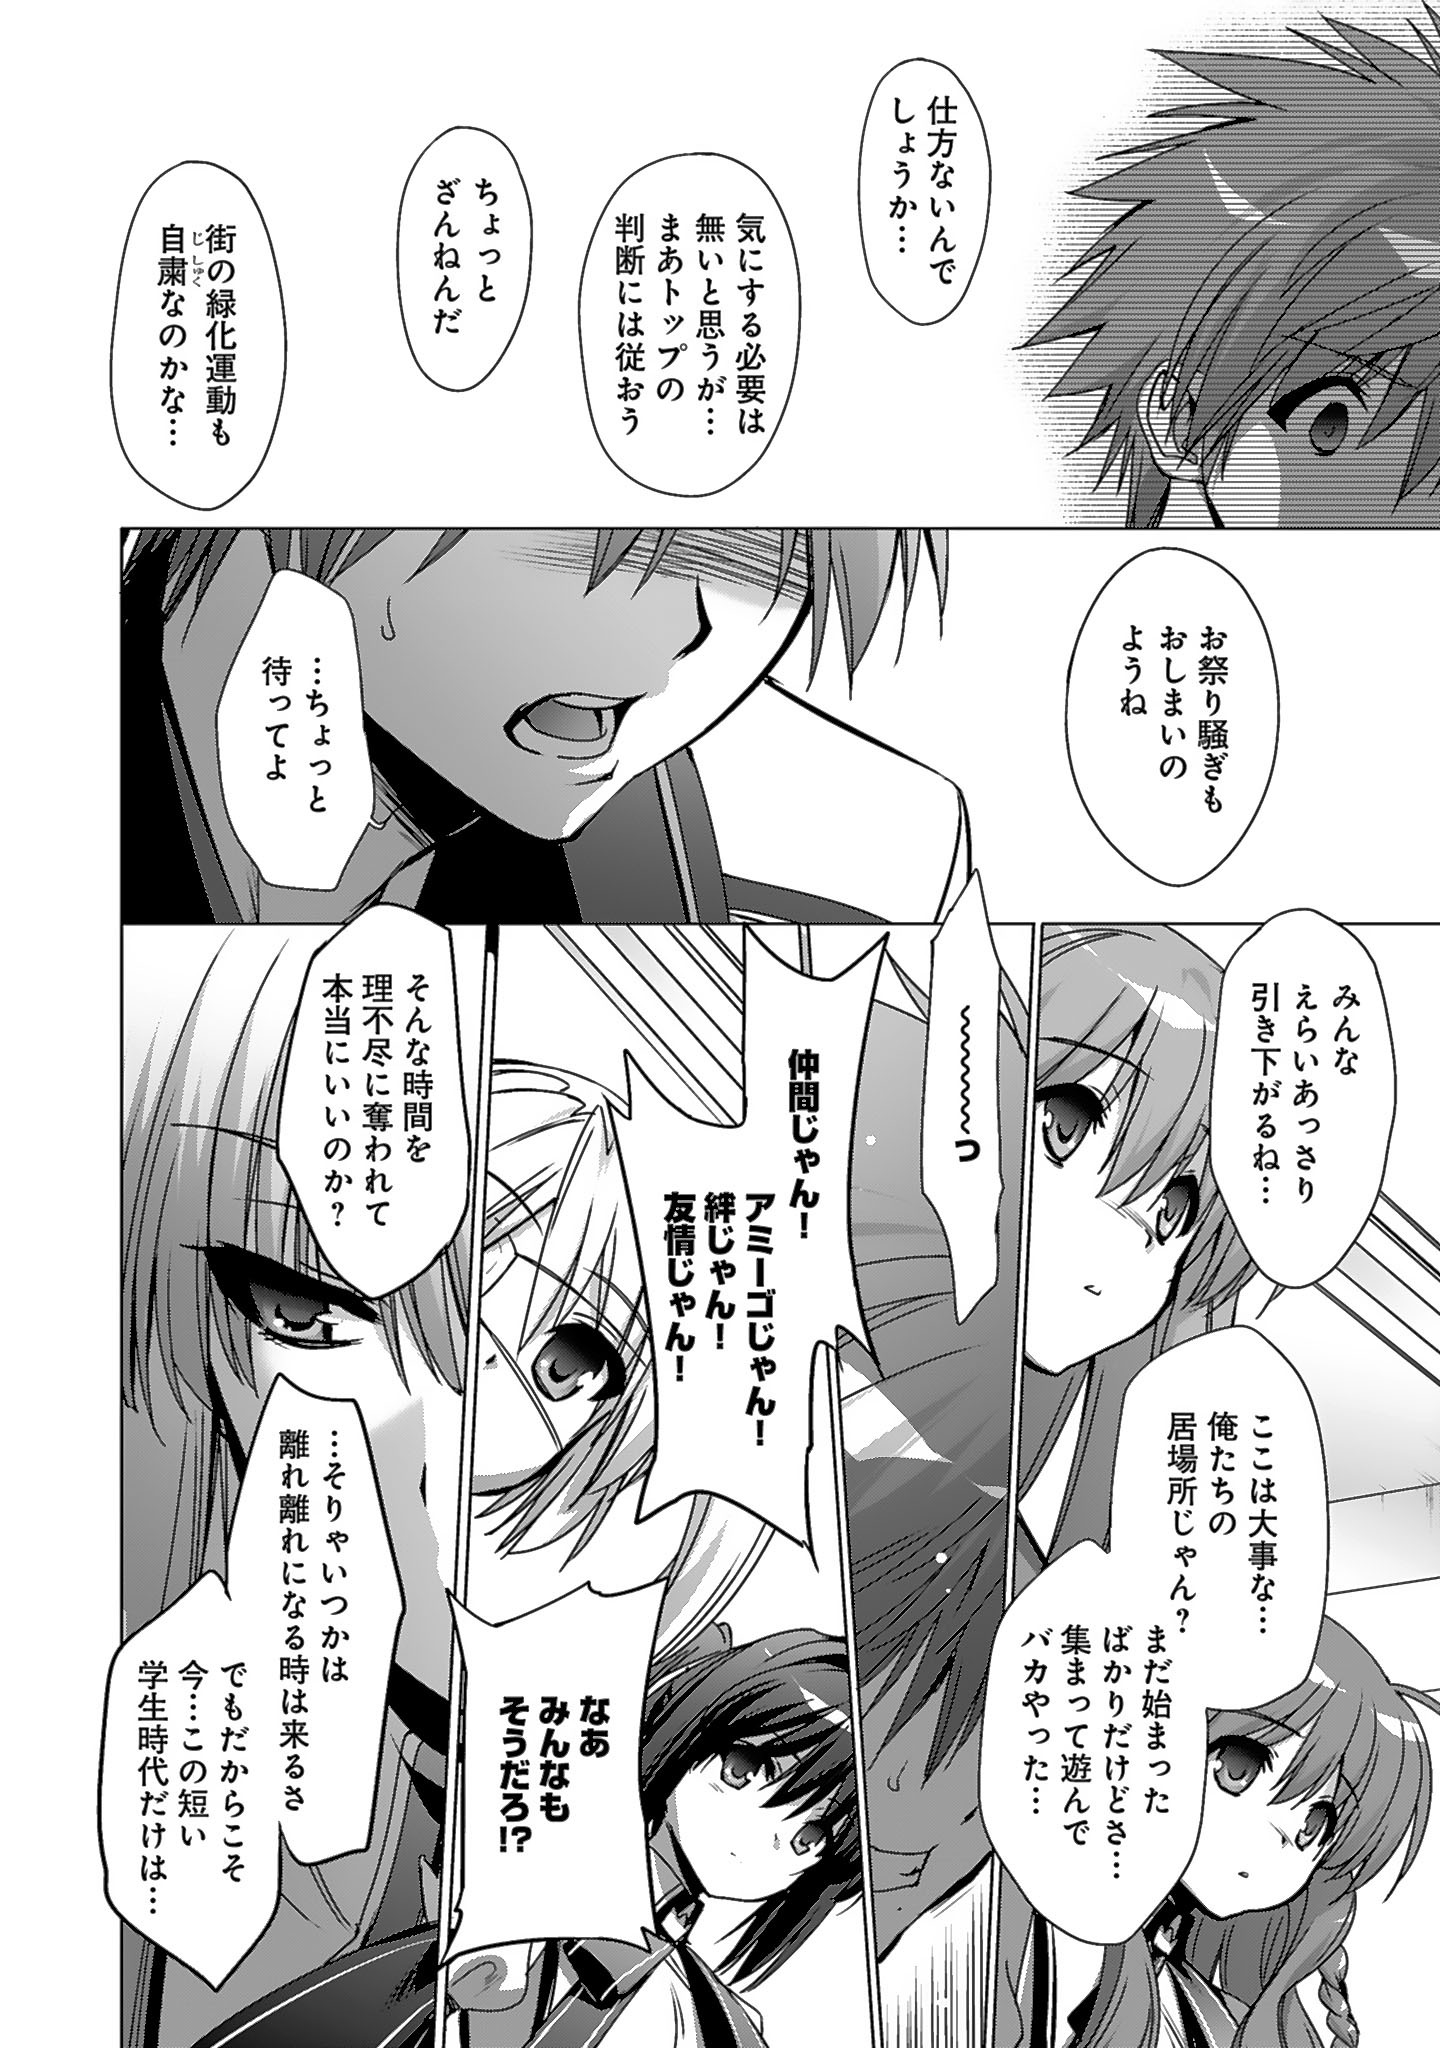 仕方ないんで
しょうか…
気にする必要は
無いと思うが…
まあトップの
判断には従おう
ちょっと
ざんねんだ
街の緑化運動も
自粛なのかな…
じしゅく
お祭り騒ぎも
おしまいの
ようね
…ちょっと
待ってよ
みんな
えらいあっさり
引き下がるね…
ここは大事な…
俺たちの
居場所じゃん?
まだ始まった
ばかりだけどさ…
集まって遊んで
バカやった…
〜〜〜〜っ
仲間じゃん!
アミーゴじゃん!
絆じゃん!
友情じゃん!
なあ
みんなも
そうだろ!?
そんな時間を
理不尽に奪われて
本当にいいのか?
…そりゃいつかは
離れ離れになる時は来るさ
でもだからこそ
今…この短い
学生時代だけは…